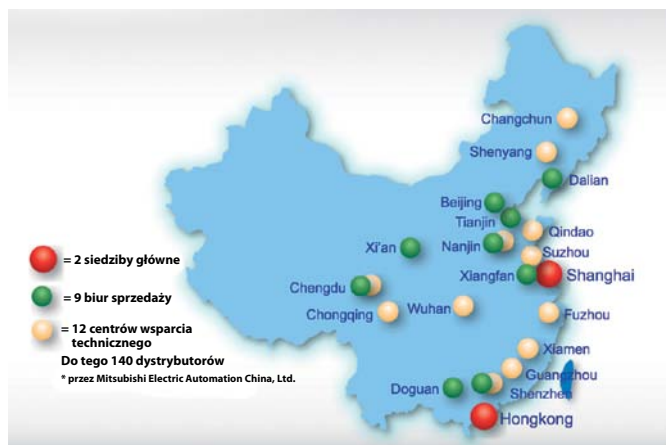 Changchun
Shenyang
Dalian
Beijing
Tianjin
Qindao
Xi'an
Nanjin
Suzhou
Xiangfan
Shanghai
Chengdu
Chongqing
Wuhan
Fuzhou
Xiamen
Guangzhou
Doguan
Shenzhen
Hongkong
= 2 siedziby główne
= 9 biur sprzedaży
= 12 centrów wsparcia
technicznego
Do tego 140 dystrybutorów
* przez Mitsubishi Electric Automation China, Ltd.